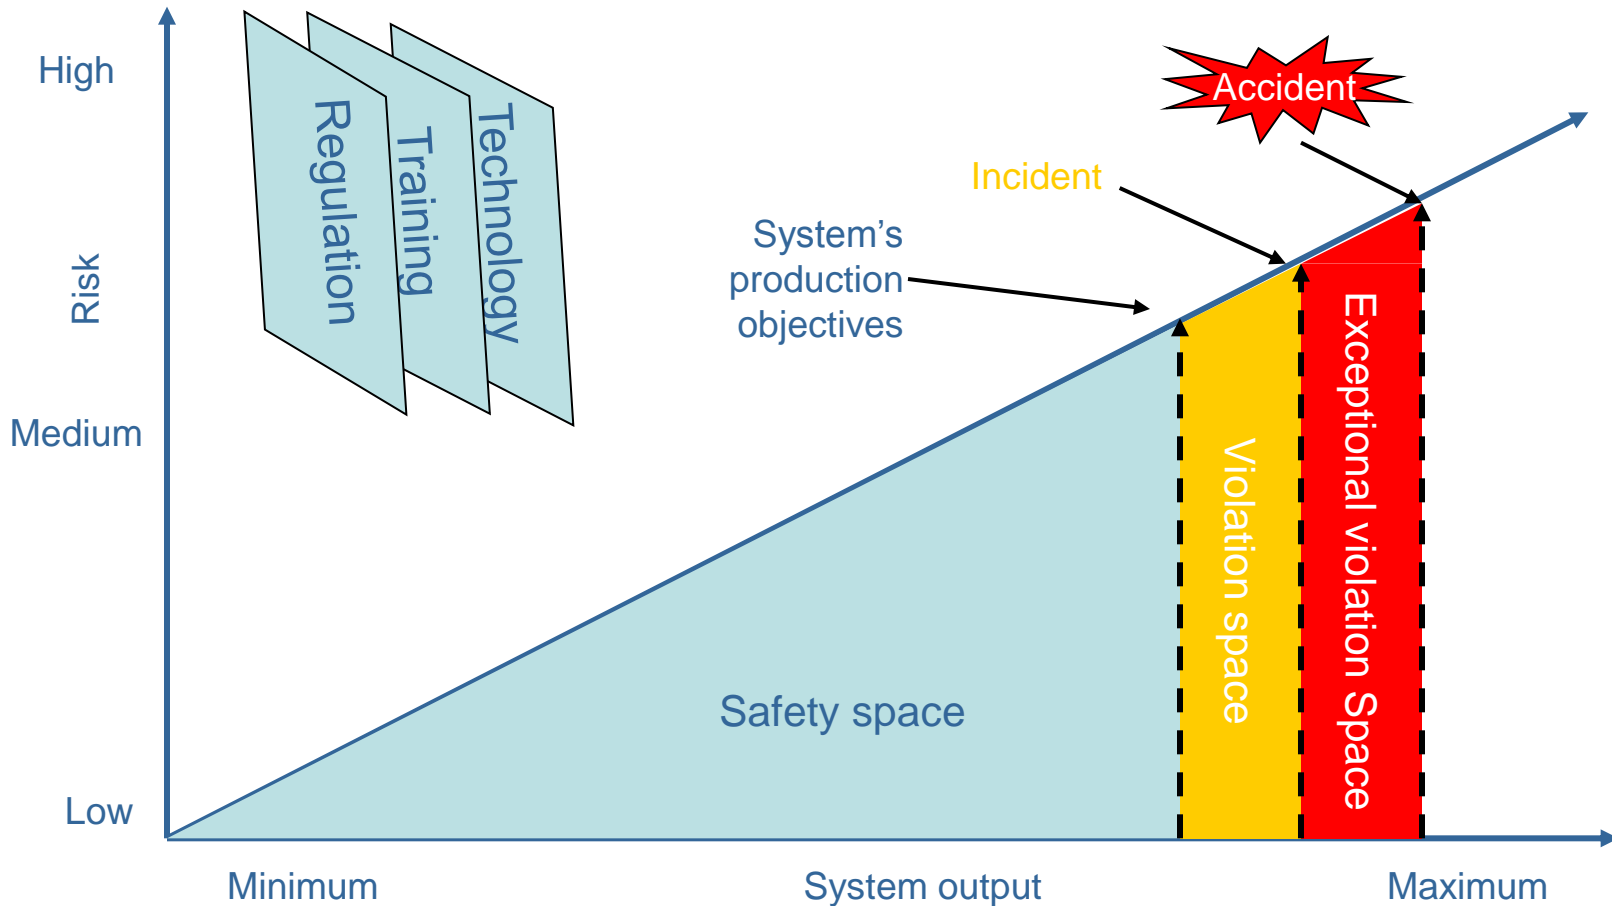 High
Regulation
Training
Technology
Accident
Incident
System’s
production
objectives
Risk
Medium
Violation space
Exceptional violation Space
Safety space
Low
Minimum
System output
Maximum